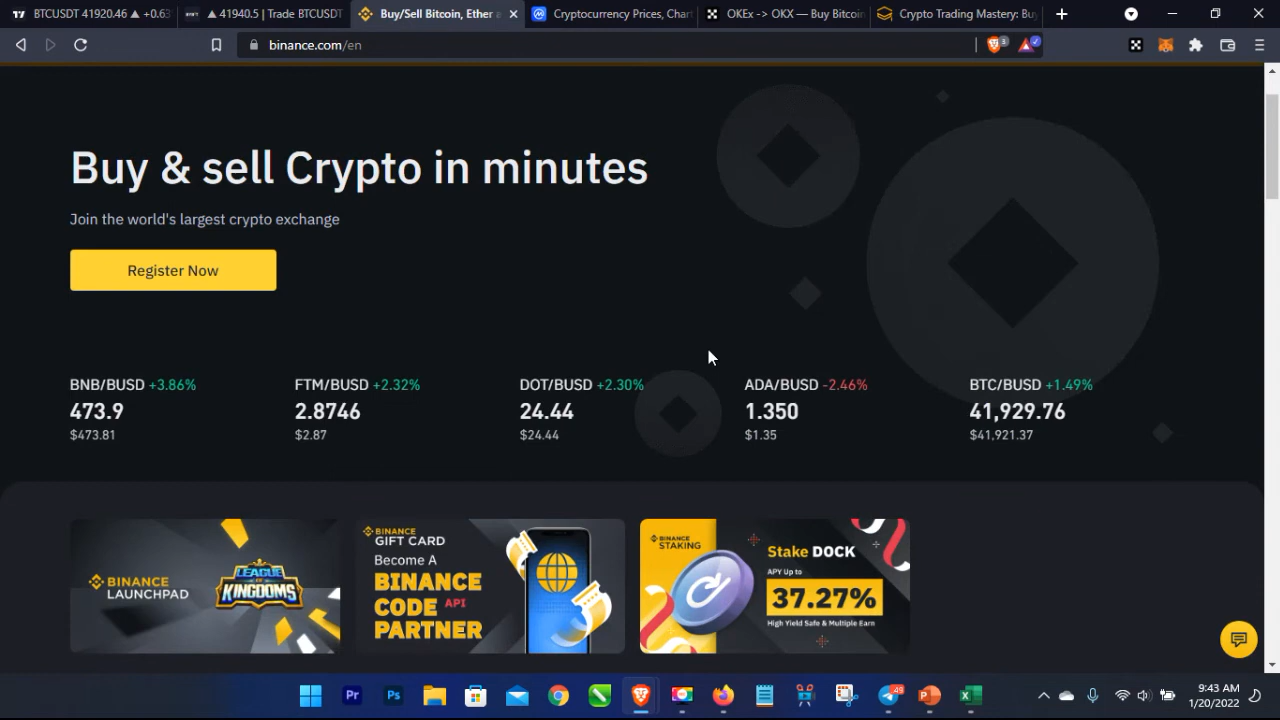 BTCUSDT 41920.46 ▲ +0.63
▲ 41940.5 | Trade BTCUSDT
Buy/Sell Bitcoin, Ether a
Cryptocurrency Prices, Chart
OKEx -> OKX — Buy Bitcoin
Crypto Trading Mastery: Bu
binance.com/en
3
Buy & sell Crypto in minutes
Join the world's largest crypto exchange
Register Now
BNB/BUSD +3.86%
473.9
$473.81
FTM/BUSD +2.32%
2.8746
$2.87
DOT/BUSD +2.30%
24.44
$24.44
ADA/BUSD -2.46%
1.350
$1.35
BTC/BUSD +1.49%
41,929.76
$41,921.37
BINANCE
LAUNCHPAD
LEAGUE
OF
KINGDOMS
BINANCE
GIFT CARD
Become A
BINANCE
CODE API
PARTNER
BINANCE
STAKING
Stake DOCK
APY Up to
37.27%
High Yield Safe & Multiple Earn
Pr
Ps
49
9:43 AM
1/20/2022